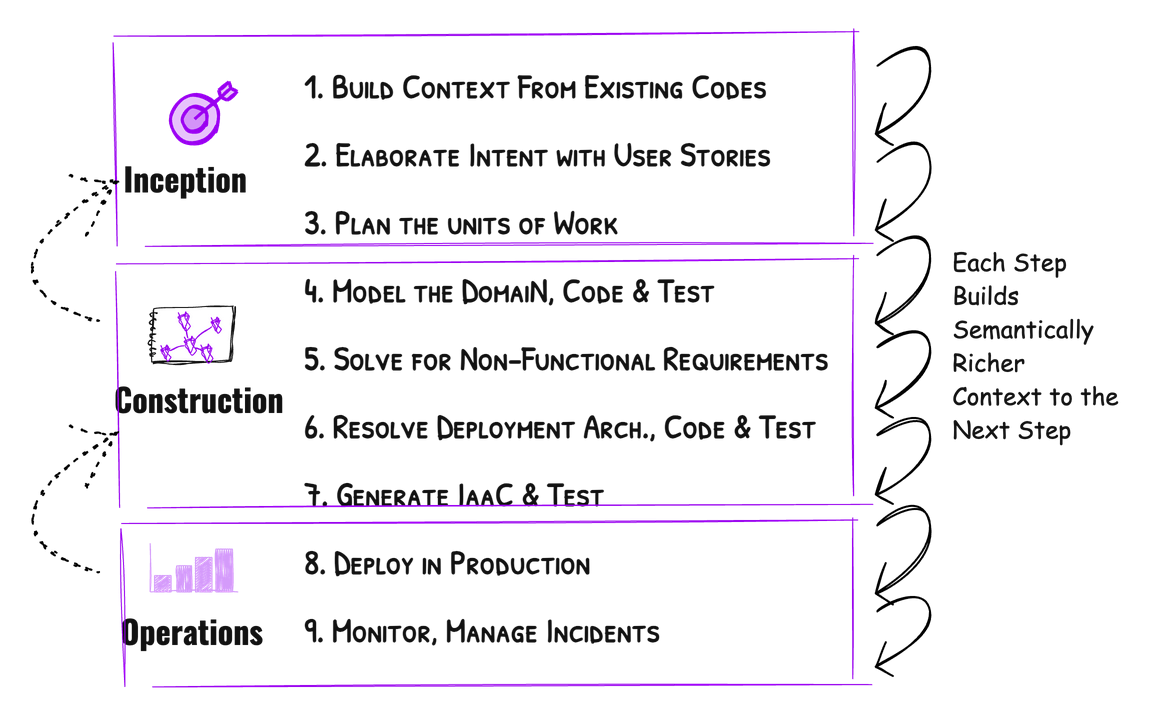 1. Build Context From Existing Codes
2. Elaborate Intent with User Stories
Inception
3. Plan the units of Work
4. Model the DomaiN, Code & Test
5. Solve for Non-Functional Requirements
Construction
6. Resolve Deployment Arch., Code & Test
7. Generate IaaC & Test
8. Deploy in Production
Operations
9. Monitor, Manage Incidents
Each Step
Builds
Semantically
Richer
Context to the
Next Step